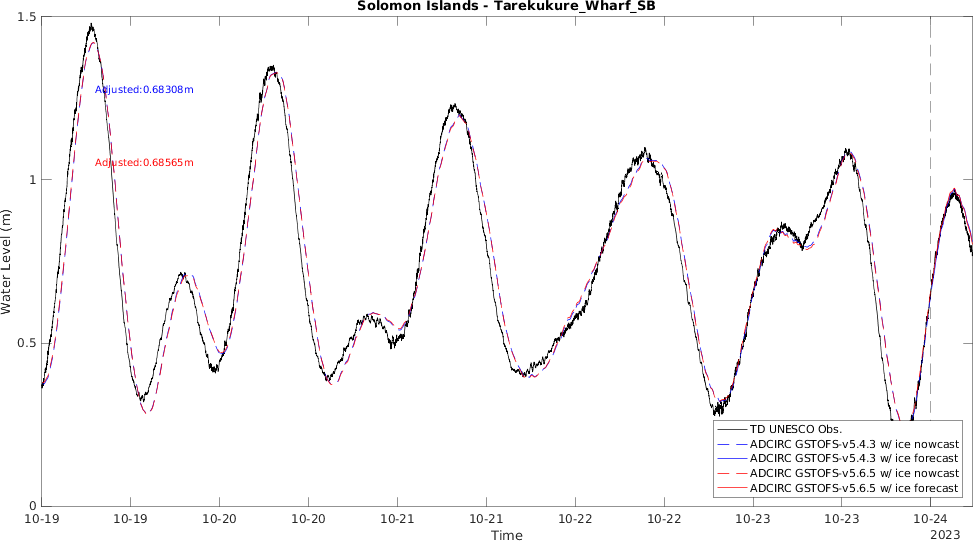 Solomon Islands - Tarekukure_Wharf_SB
1.5
Adjusted:0.68308m
Adjusted:0.68565m
1
Water Level (m)
0.5
TD UNESCO Obs.
ADCIRC GSTOFS-v5.4.3 w/ ice nowcast
ADCIRC GSTOFS-v5.4.3 w/ ice forecast
ADCIRC GSTOFS-v5.6.5 w/ ice nowcast
ADCIRC GSTOFS-v5.6.5 w/ ice forecast
0
10-19 10-19 10-20 10-20 10-21 10-21 10-22 10-22 10-23 10-23 10-24
Time
2023